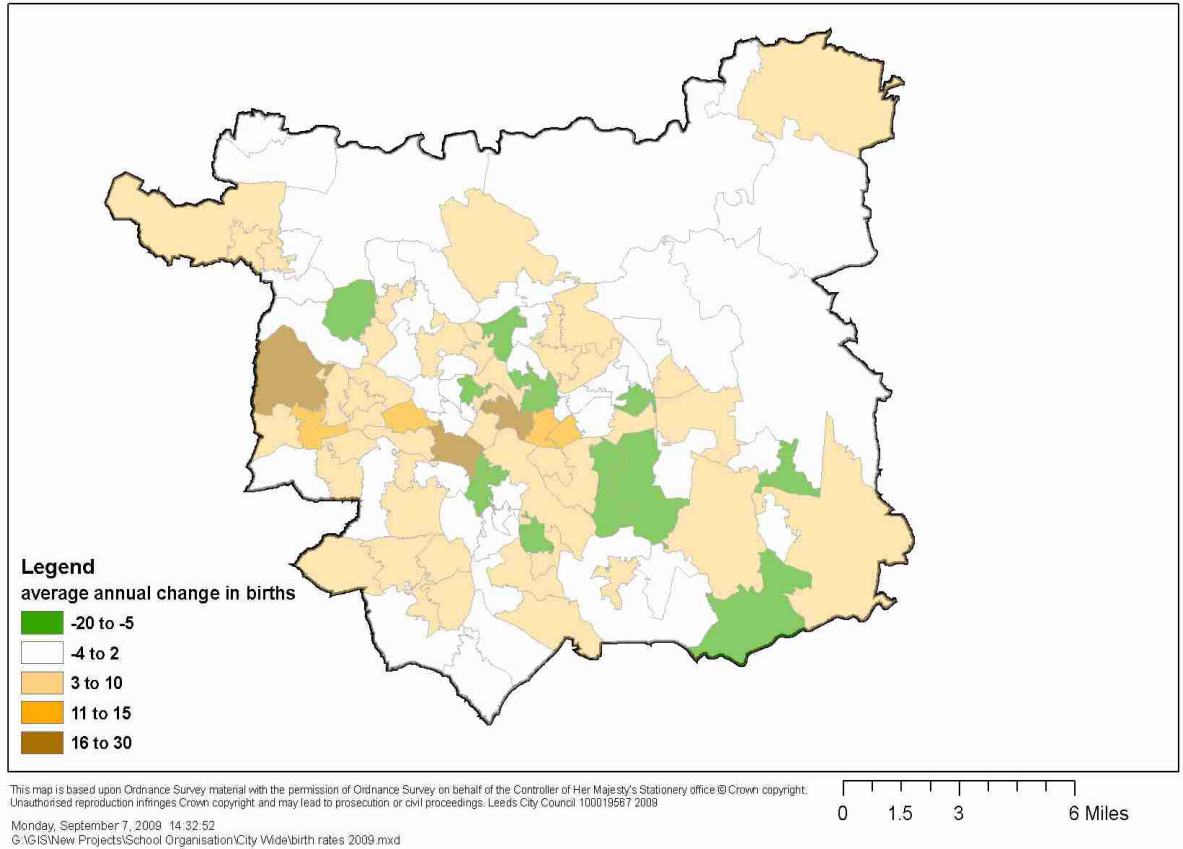 Legend
average annual change in births
-20 to -5
-4 to 2
3 to 10
11 to 15
16 to 30
This map is based upon Ordnance Survey material with the permission of Ordnance Survey on behalf of the Controller of Her Majesty's Stationery office © Crown copyright.
Unauthorised reproduction infringes Crown copyright and may lead to prosecution or civil proceedings. Leeds City Council 100019567 2009
0 1.5 3 6 Miles
Monday, September 7, 2009 14:32:52
G:\GIS\New Projects\School Organisation\City Wide\birth rates 2009.mxd